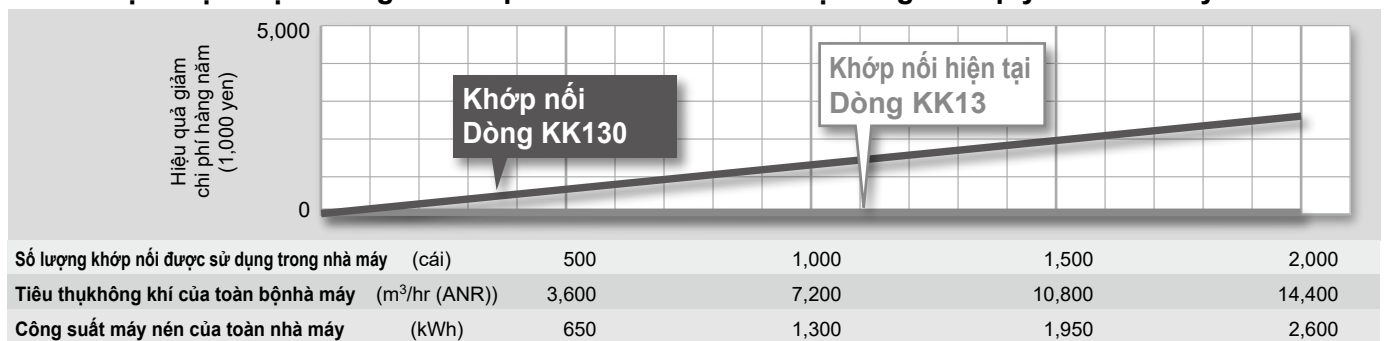 5,000
Hiệu quả giảm
chi phí hàng năm
(1,000 yen)
0
Khớp nối
Dòng KK130
Khớp nối hiện tại
Dòng KK13
Số lượng khớp nối được sử dụng trong nhà máy (cái) 500 1,000 1,500 2,000
Tiêu thụkhông khí của toàn bộnhà máy (m³/hr (ANR)) 3,600 7,200 10,800 14,400
Công suất máy nén của toàn nhà máy (kWh) 650 1,300 1,950 2,600